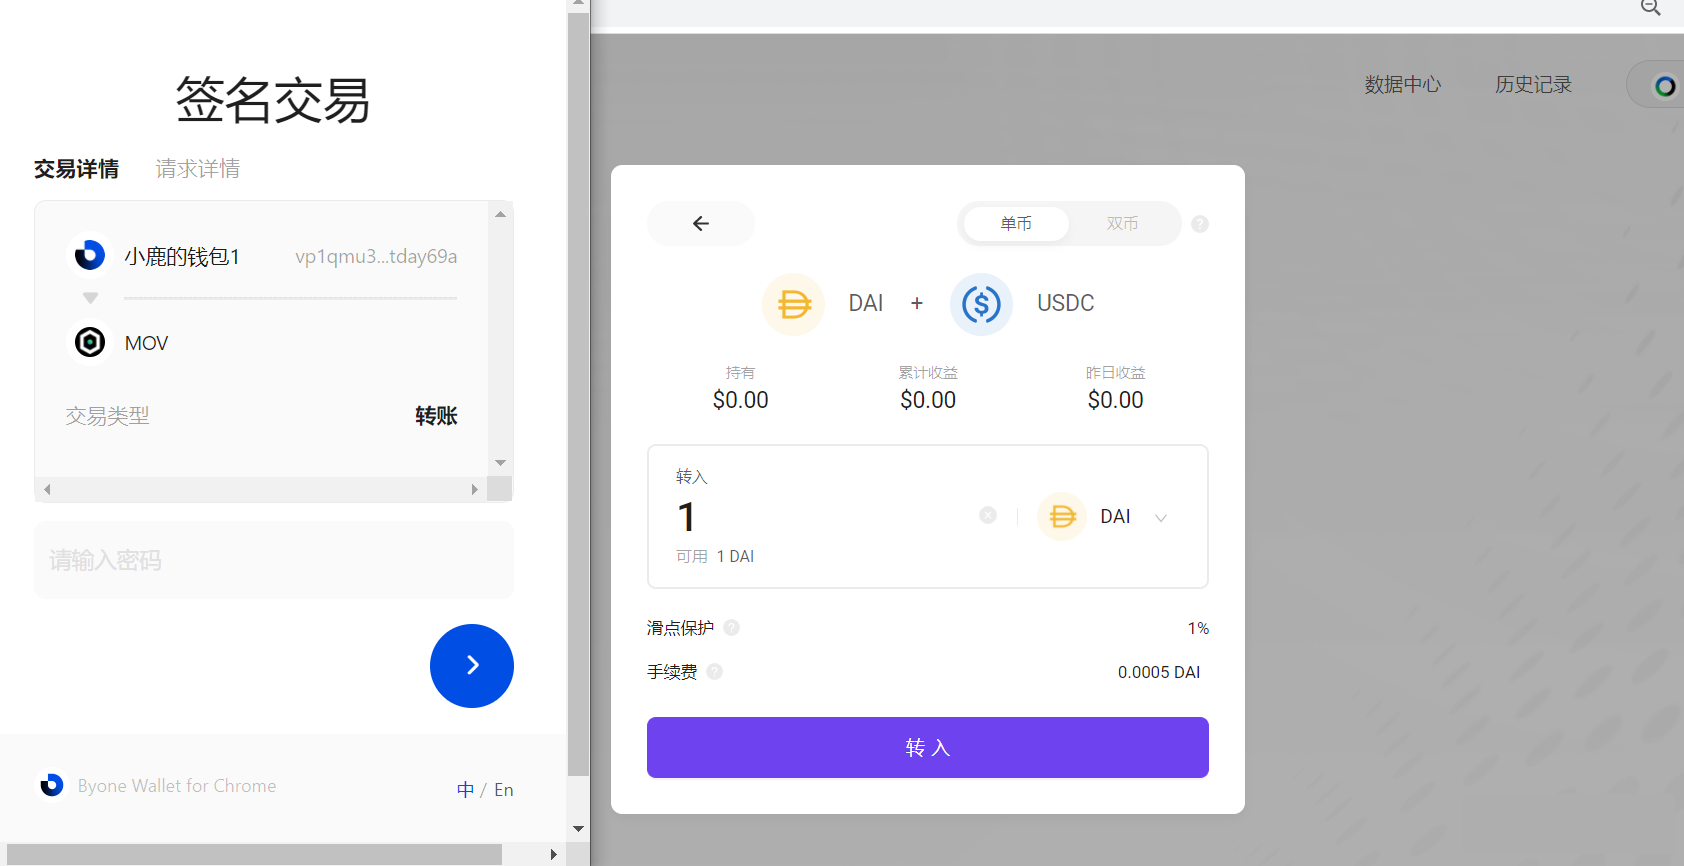 签名交易
交易详情 请求详情
小鹿的钱包1 vp1qmu3...tday69a
MOV
交易类型 转账
请输入密码
Byone Wallet for Chrome 中 / En
数据中心 历史记录
单币 双币 ?
DAI + USDC
持有 累计收益 昨日收益
$0.00 $0.00 $0.00
转入
1 DAI
可用 1 DAI
滑点保护 ? 1%
手续费 ? 0.0005 DAI
转 入